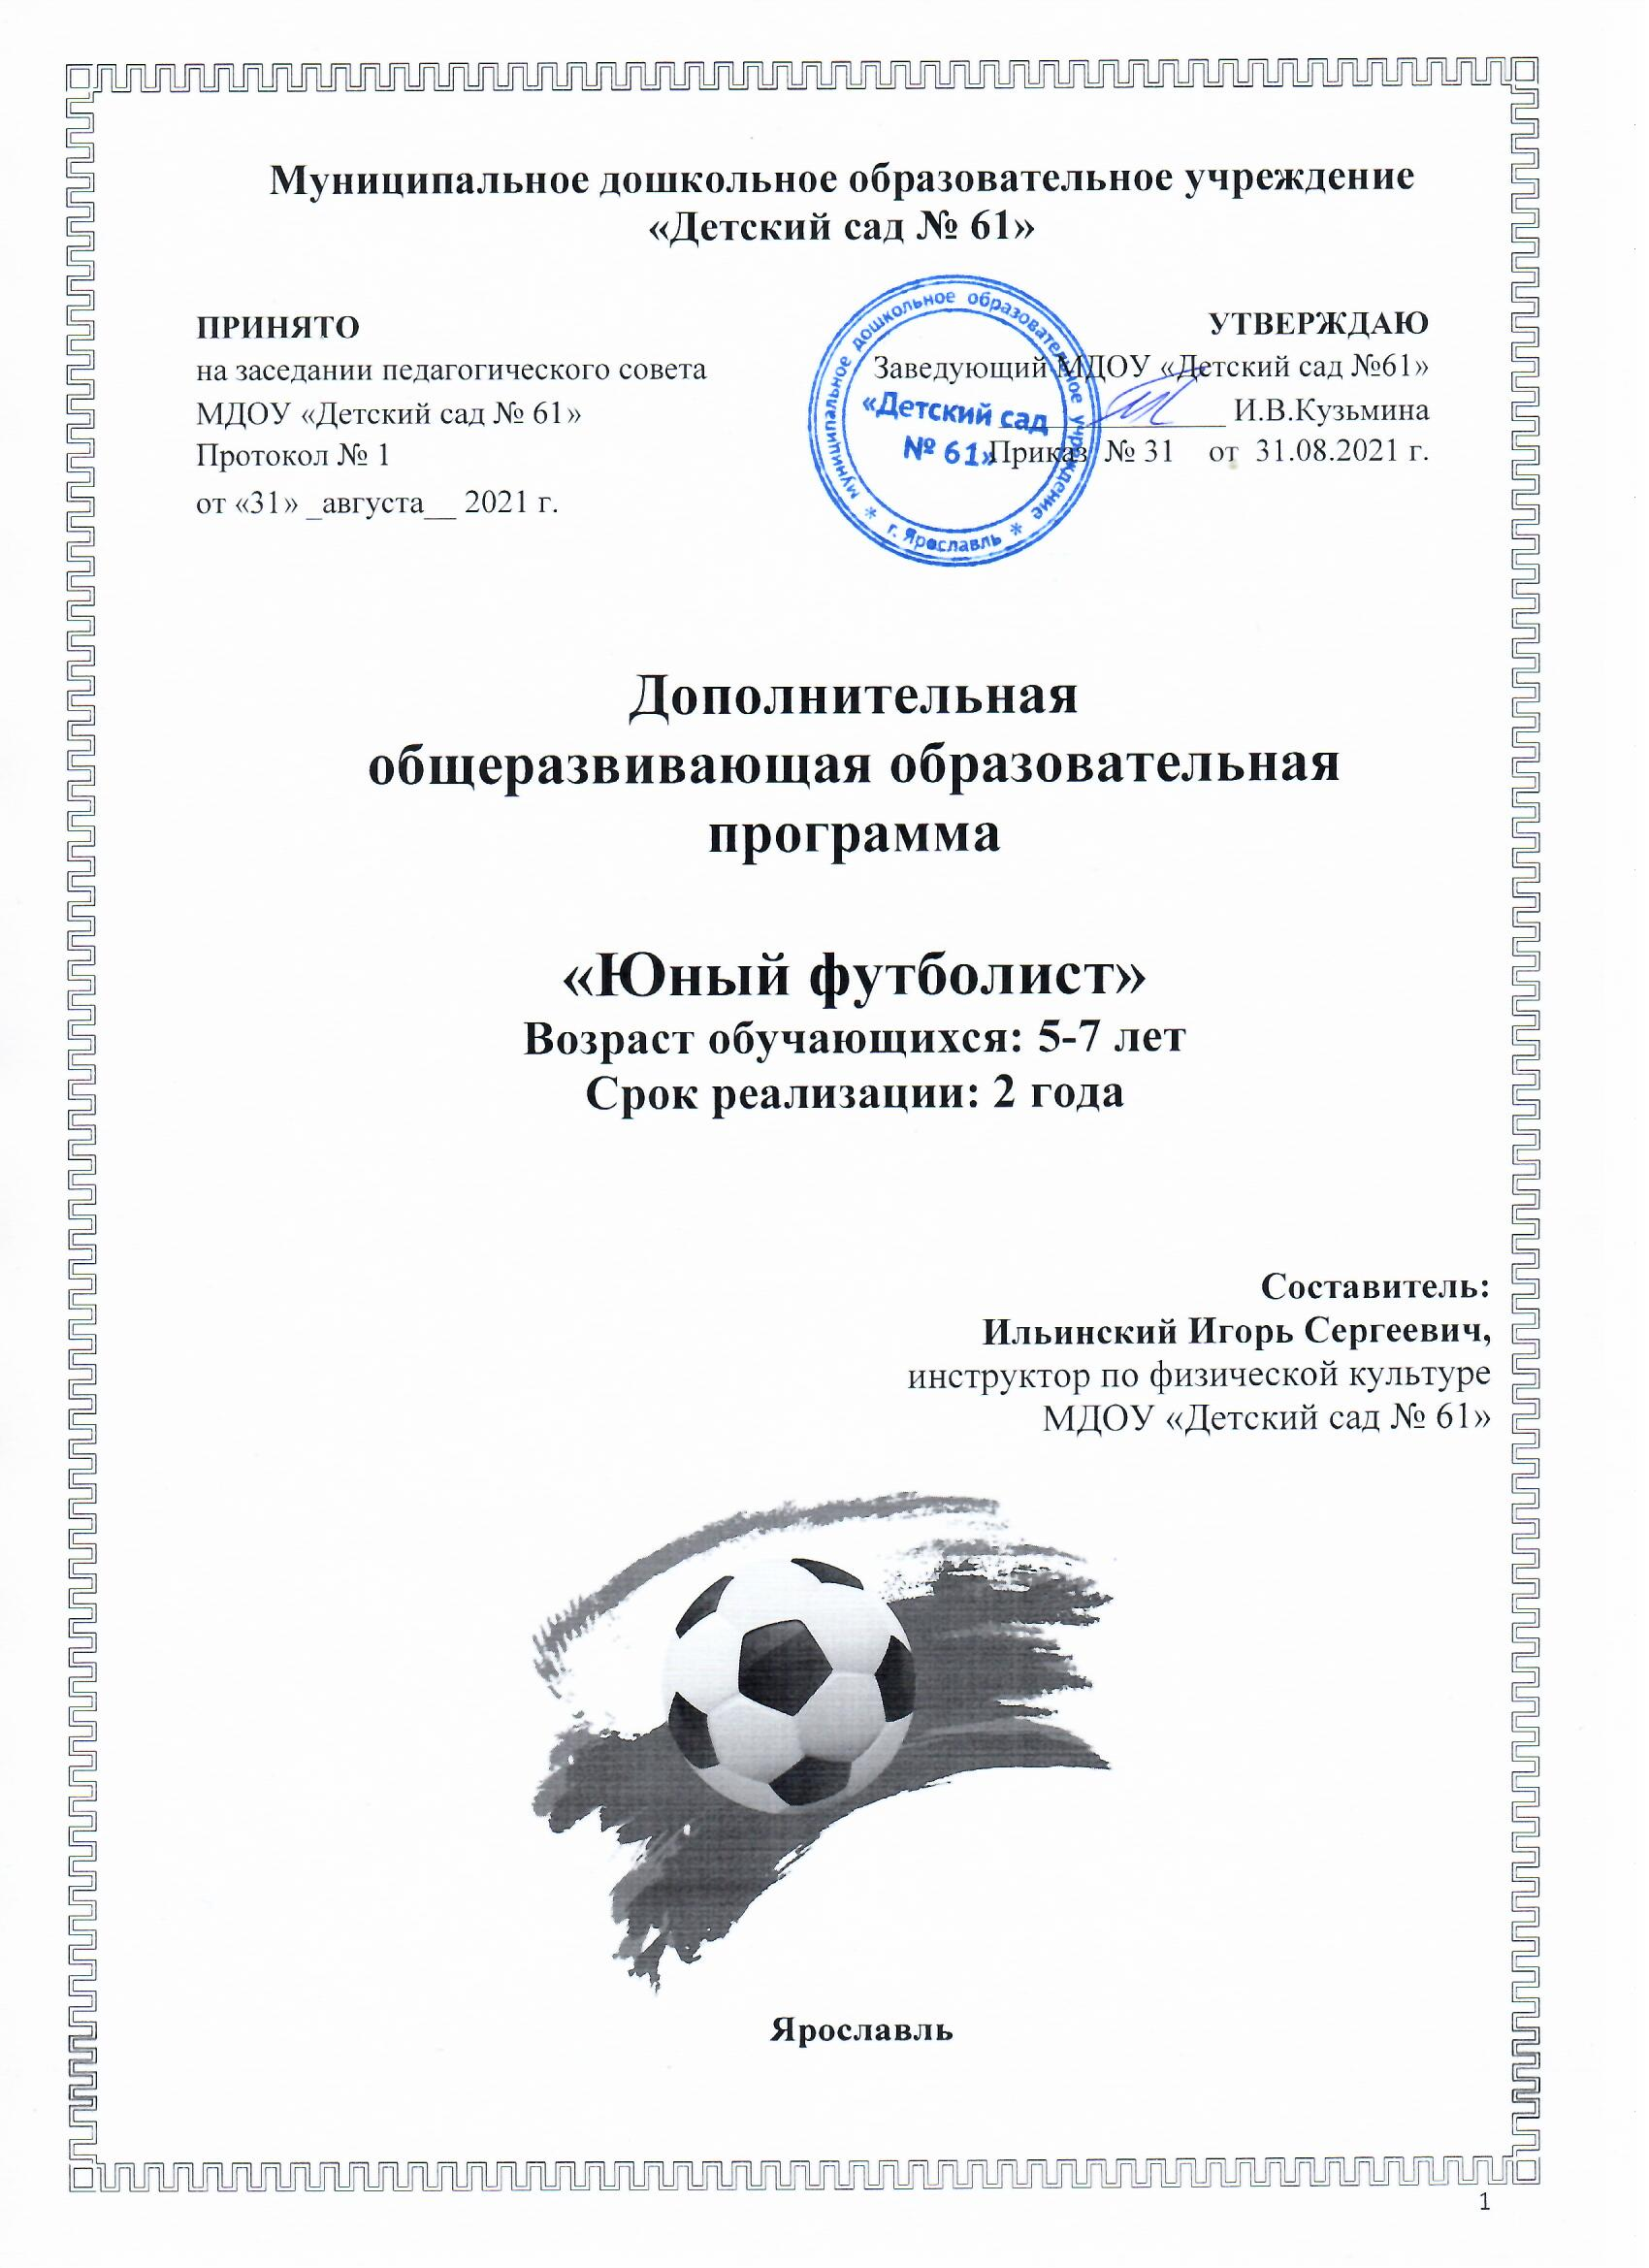 Муниципальное дошкольное образовательное учреждение
«Детский сад № 61»
ПРИНЯТО
на заседании педагогического совета
МДОУ «Детский сад № 61»
Протокол № 1
от «31» _августа__ 2021 г.
УТВЕРЖДАЮ
Заведующий МДОУ «Детский сад №61»
_______________ И.В.Кузьмина
Приказ № 31 от 31.08.2021 г.
муниципальное дошкольное образовательное учреждение
«Детский сад
№ 61»
* г. Ярославль *
Дополнительная
общеразвивающая образовательная
программа
«Юный футболист»
Возраст обучающихся: 5-7 лет
Срок реализации: 2 года
Составитель:
Ильинский Игорь Сергеевич,
инструктор по физической культуре
МДОУ «Детский сад № 61»
Ярославль
1